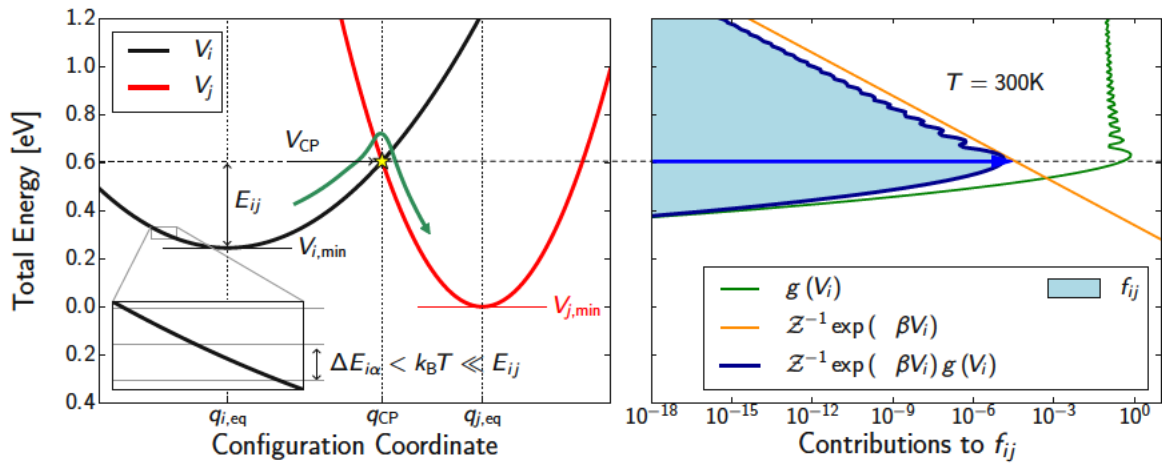 Total Energy [eV]
1.2
1.0
0.8
0.6
0.4
0.2
0.0
0.2
0.4
V_i
V_j
V_CP
E_ij
V_i,min
V_j,min
ΔE_iα < k_B T ≪ E_ij
q_i,eq
q_CP
q_j,eq
Configuration Coordinate
T = 300K
g (V_i)
Z^−1 exp ( βV_i)
Z^−1 exp ( βV_i) g (V_i)
f_ij
10^−18
10^−15
10^−12
10^−9
10^−6
10^−3
10^0
Contributions to f_ij